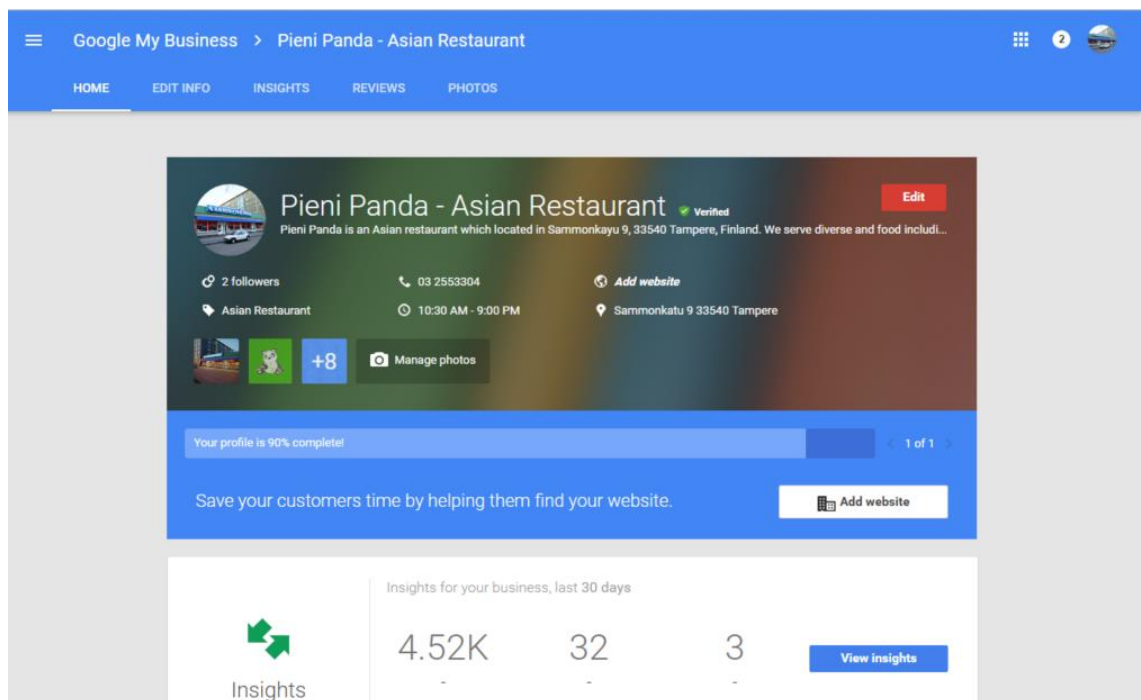 Google My Business > Pieni Panda - Asian Restaurant
2
HOME EDIT INFO INSIGHTS REVIEWS PHOTOS
Pieni Panda - Asian Restaurant Verified
Edit
Pieni Panda is an Asian restaurant which located in Sammonkayu 9, 33540 Tampere, Finland. We serve diverse and food includi...
2 followers 03 2553304 Add website
Asian Restaurant 10:30 AM - 9:00 PM Sammonkatu 9 33540 Tampere
+8 Manage photos
Your profile is 90% complete! 1 of 1
Save your customers time by helping them find your website. Add website
Insights for your business, last 30 days
4.52K 32 3 View insights
- - -
Insights